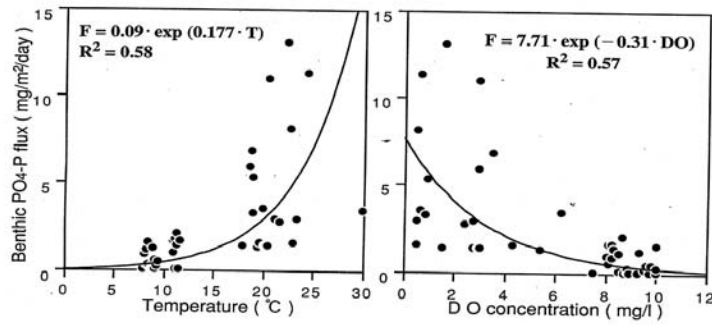 F = 0.09 · exp (0.177 · T)
R² = 0.58
Benthic PO4-P flux ( mg/m²/day )
15
10
5
0
0 5 10 15 20 25 30
Temperature ( ℃ )
F = 7.71 · exp (− 0.31 · DO)
R² = 0.57
15
10
5
0
0 2 4 6 8 10 12
D O concentration ( mg/l )